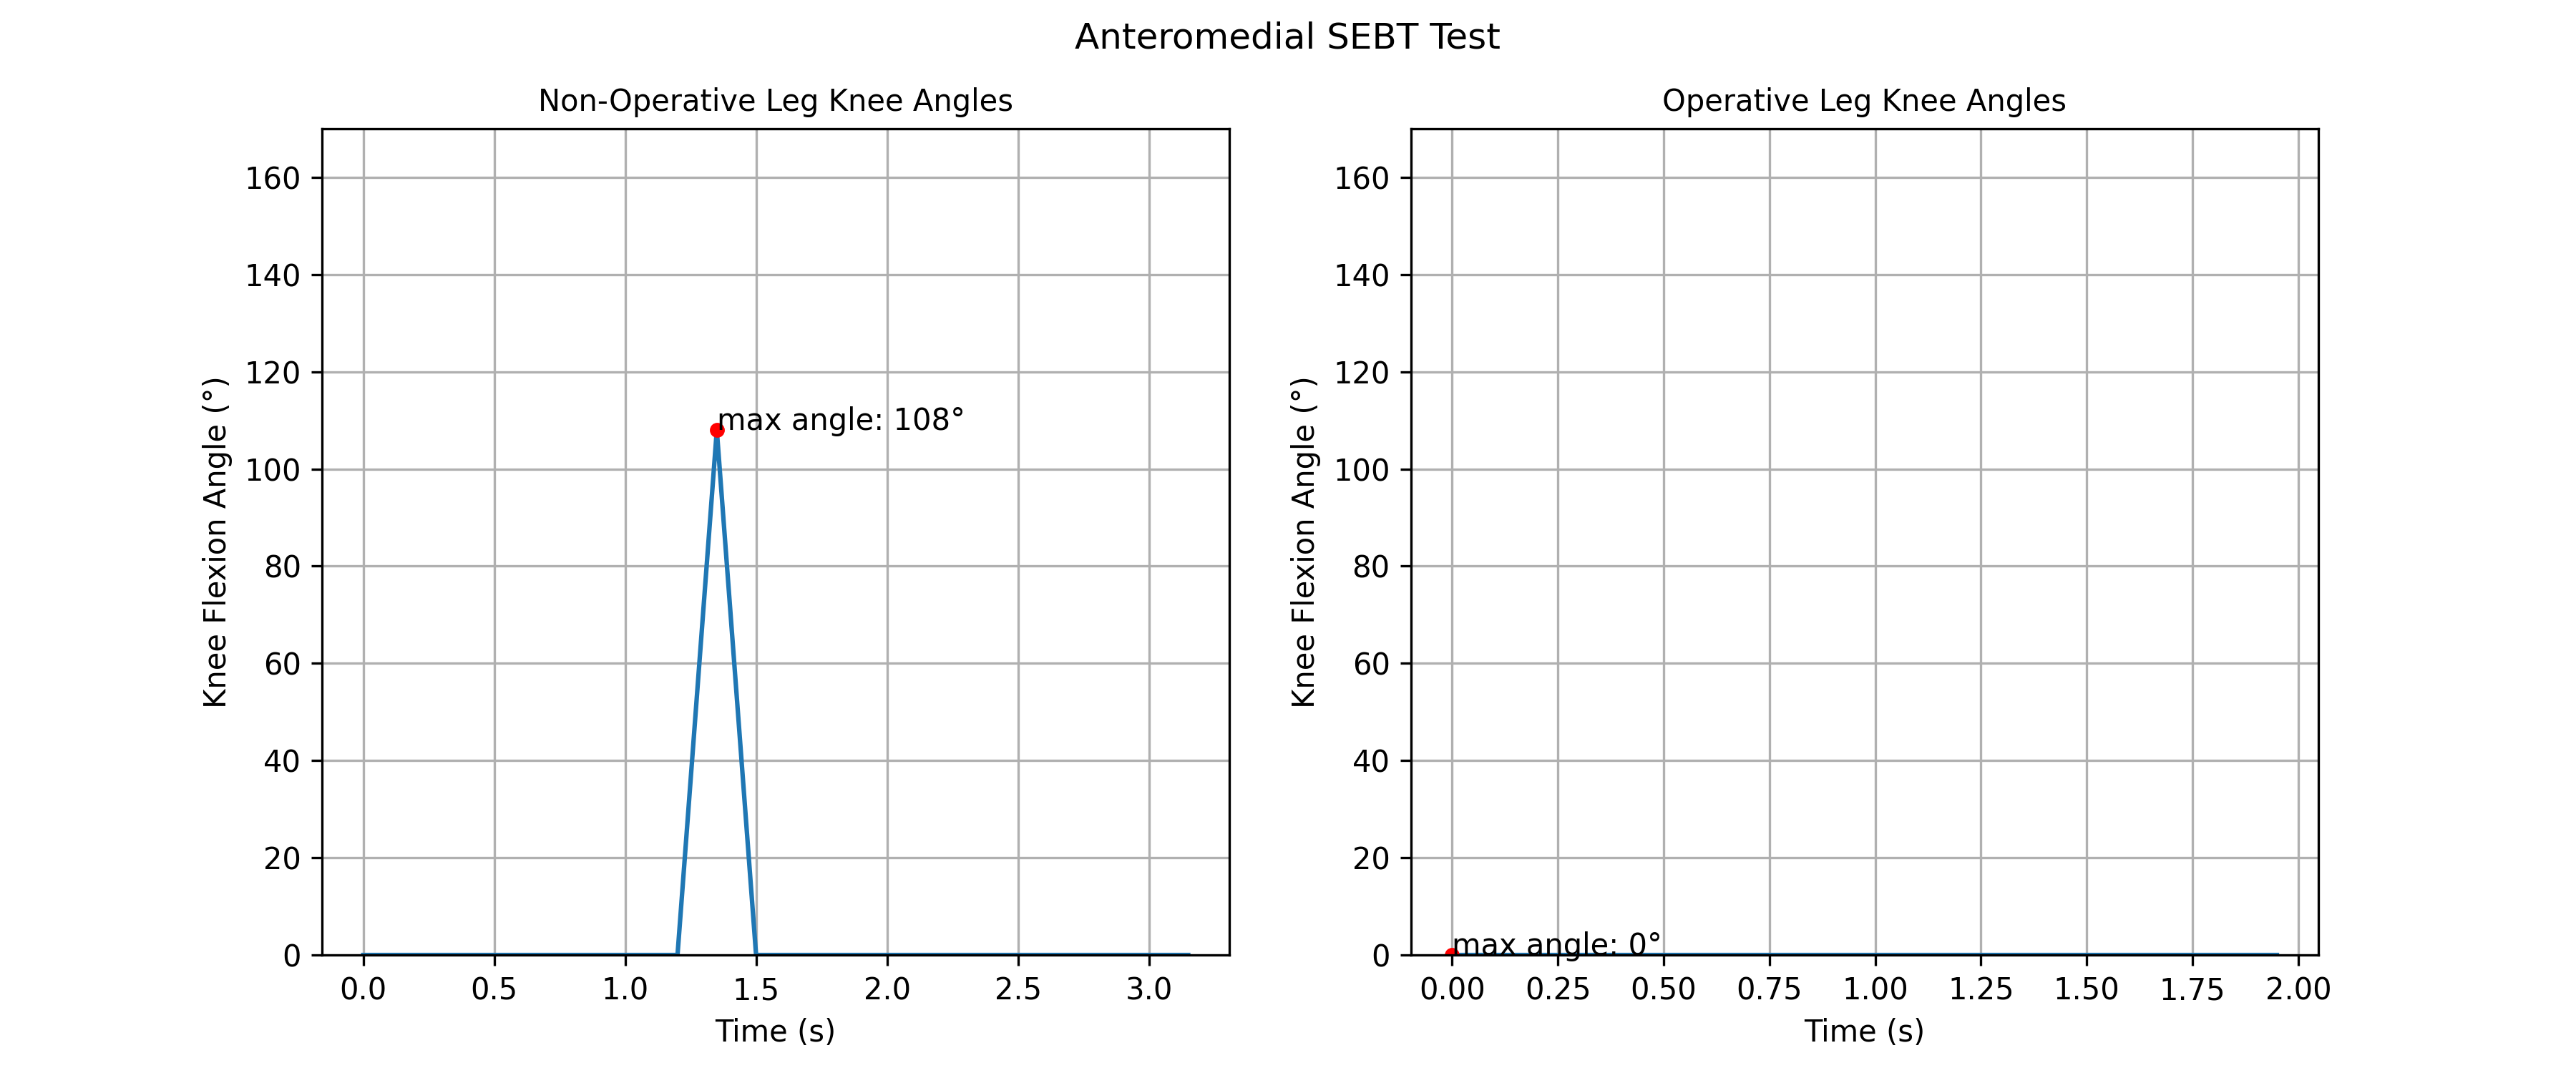 Anteromedial SEBT Test
Non-Operative Leg Knee Angles
Knee Flexion Angle (°)
160
140
120
100
80
60
40
20
0
max angle: 108°
0.0 0.5 1.0 1.5 2.0 2.5 3.0
Time (s)
Operative Leg Knee Angles
Knee Flexion Angle (°)
160
140
120
100
80
60
40
20
0
max angle: 0°
0.00 0.25 0.50 0.75 1.00 1.25 1.50 1.75 2.00
Time (s)